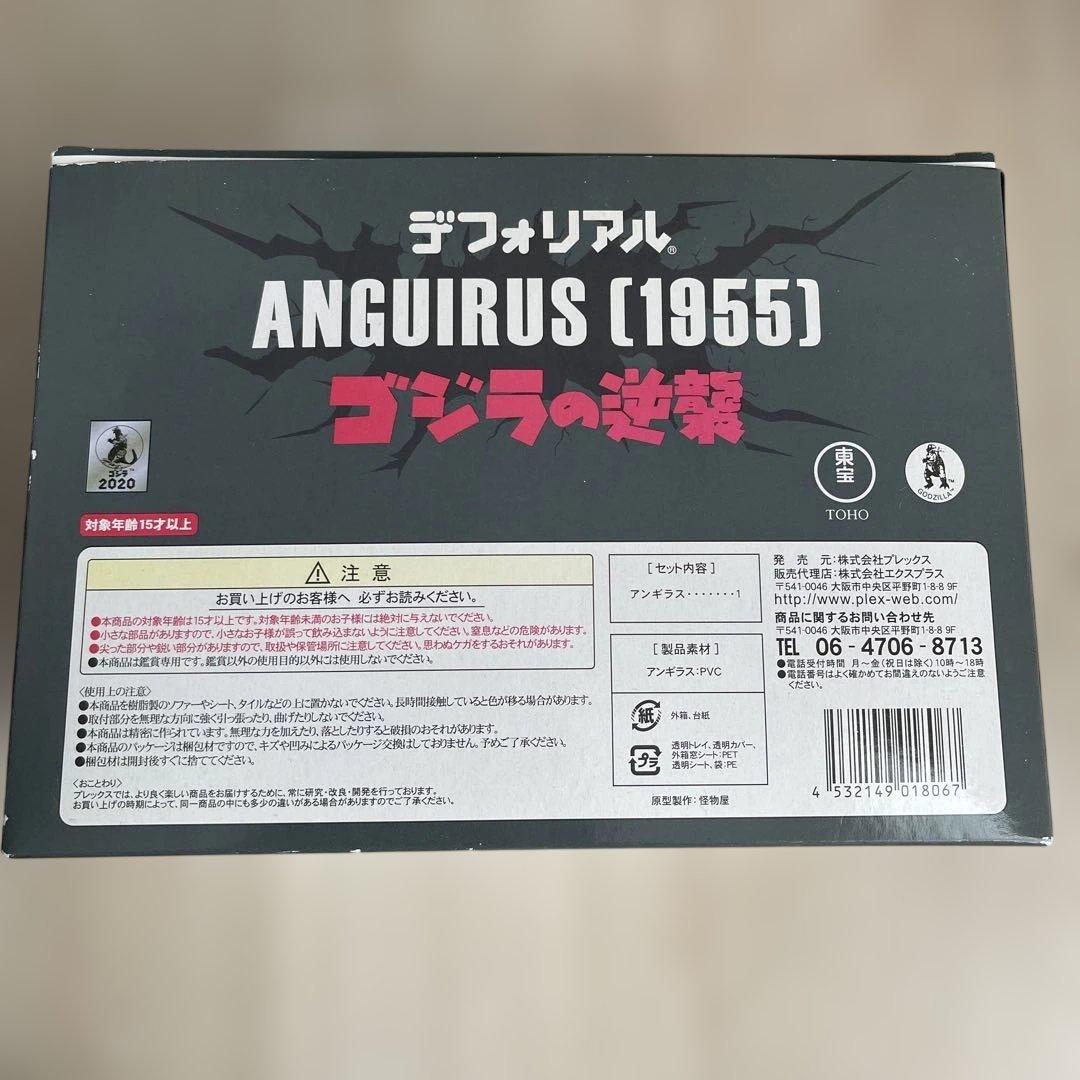 デフォリアル®
ANGUIRUS (1955)
ゴジラの逆襲
ゴジラ
2020
東宝
TOHO
GODZILLA™
対象年齢15才以上
注意
お買い上げのお客様へ 必ずお読みください。
●本商品の対象年齢は15才以上です。対象年齢未満のお子様には絶対に与えないでください。
●小さな部品がありますので、小さなお子様が誤って飲み込まないように注意してください。窒息などの危険があります。
●尖った部分や鋭い部分がありますので、取扱や保管場所に注意してください。思わぬケガをするおそれがあります。
●本商品は鑑賞専用です。鑑賞以外の使用目的以外には使用しないでください。
〈使用上の注意〉
●本商品を樹脂製のソファーやシート、タイルなどの上に置かないでください。長時間接触していると色が移る場合があります。
●取付部分を無理な方向に強く引っ張ったり、曲げたりしないでください。
●本商品は精密に作られています。無理な力を加えたり、落としたりすると破損のおそれがあります。
●本商品のパッケージは梱包材ですので、キズや凹みによるパッケージ交換はしておりません。予めご了承ください。
●梱包材は開封後すぐに捨ててください。
〈おことわり〉
プレックスでは、より良く楽しい商品をお届けするために、常に研究・改良・開発を行っております。
お買い上げの時期によって、同一商品の中にも多少の違いがある場合がありますのでご了承ください。
[セット内容]
アンギラス・・・・・・・1
[製品素材]
アンギラス:PVC
紙
外箱、台紙
プラ
透明トレイ、透明カバー、
外箱窓シート:PET
透明シート、袋:PE
原型製作:怪物屋
発売元:株式会社プレックス
販売代理店:株式会社エクスプラス
〒541-0046 大阪市中央区平野町1-8-8 9F
http://www.plex-web.com/
商品に関するお問い合わせ先
〒541-0046 大阪市中央区平野町1-8-8 9F
TEL 06-4706-8713
●電話受付時間 月～金(祝日は除く)10時～18時
●電話番号はよく確かめてお間違えのないようご注意
ください。
4 532149 018067